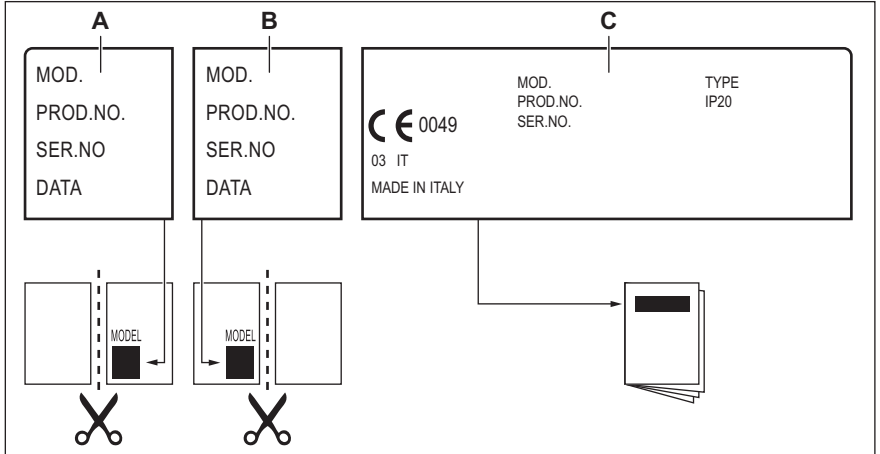 A
B
C
MOD.
PROD.NO.
SER.NO
DATA
MOD.
PROD.NO.
SER.NO
DATA
MOD.
PROD.NO.
SER.NO.
TYPE
IP20
CE 0049
03 IT
MADE IN ITALY
MODEL
MODEL